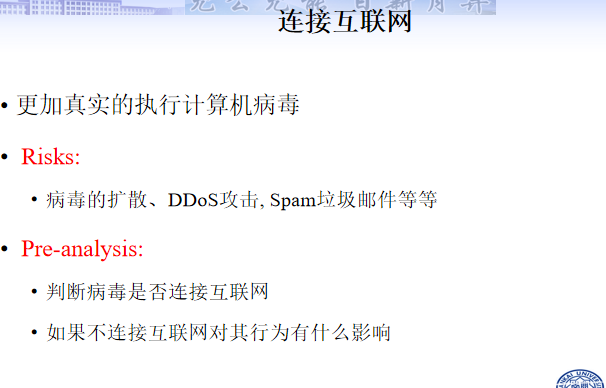 连接互联网
• 更加真实的执行计算机病毒
• Risks:
• 病毒的扩散、DDoS攻击, Spam垃圾邮件等等
• Pre-analysis:
• 判断病毒是否连接互联网
• 如果不连接互联网对其行为有什么影响